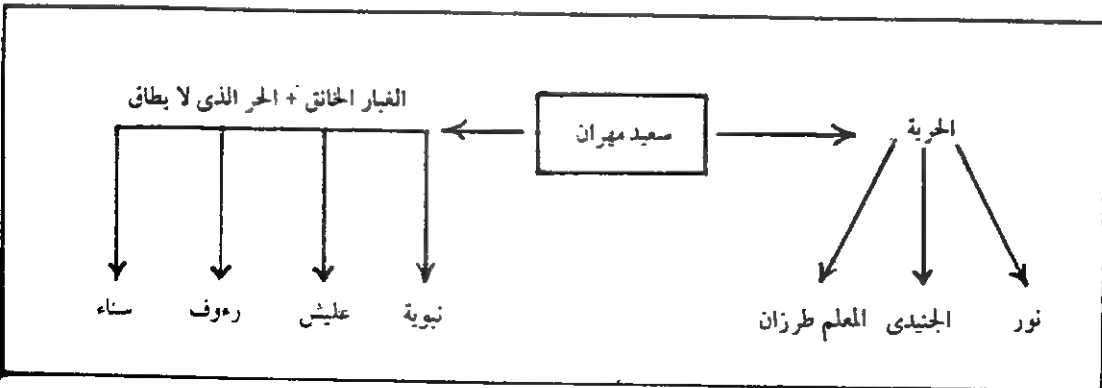 الغبار الخانق + الحر الذى لا يطاق
سعيد مهران
الحرية
نور
الجنيدى
المعلم طرزان
نبوية
عليش
رءوف
سناء